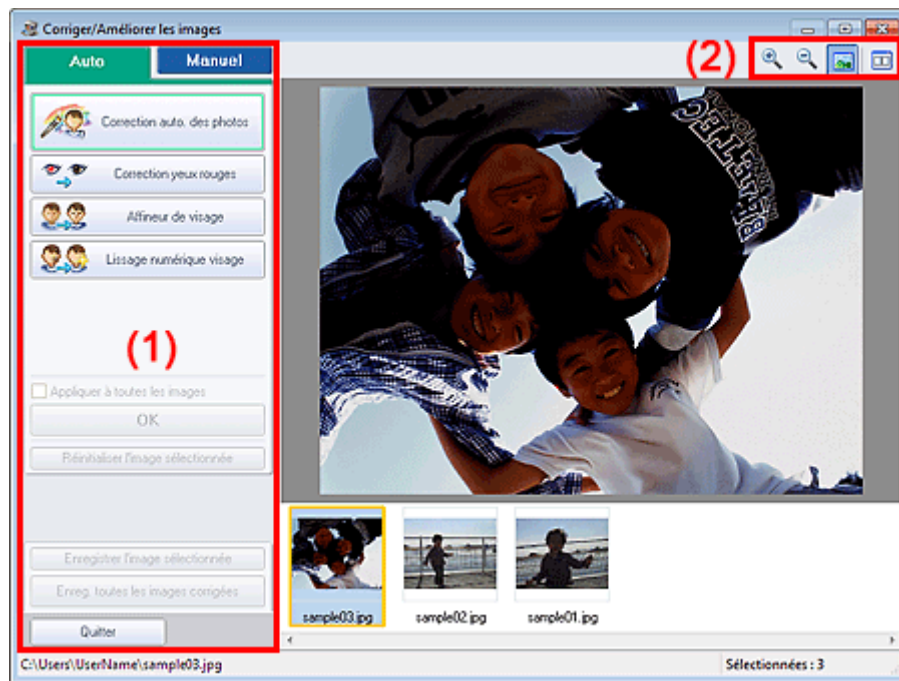 Corriger/Améliorer les images
Auto
Manuel
(2)
Correction auto. des photos
Correction yeux rouges
Affineur de visage
Lissage numérique visage
(1)
Appliquer à toutes les images
OK
Réinitialiser l'image sélectionnée
Enregistrer l'image sélectionnée
Enreg. toutes les images corrigées
Quitter
sample03.jpg
sample02.jpg
sample01.jpg
C:\Users\UserName\sample03.jpg
Sélectionnées : 3